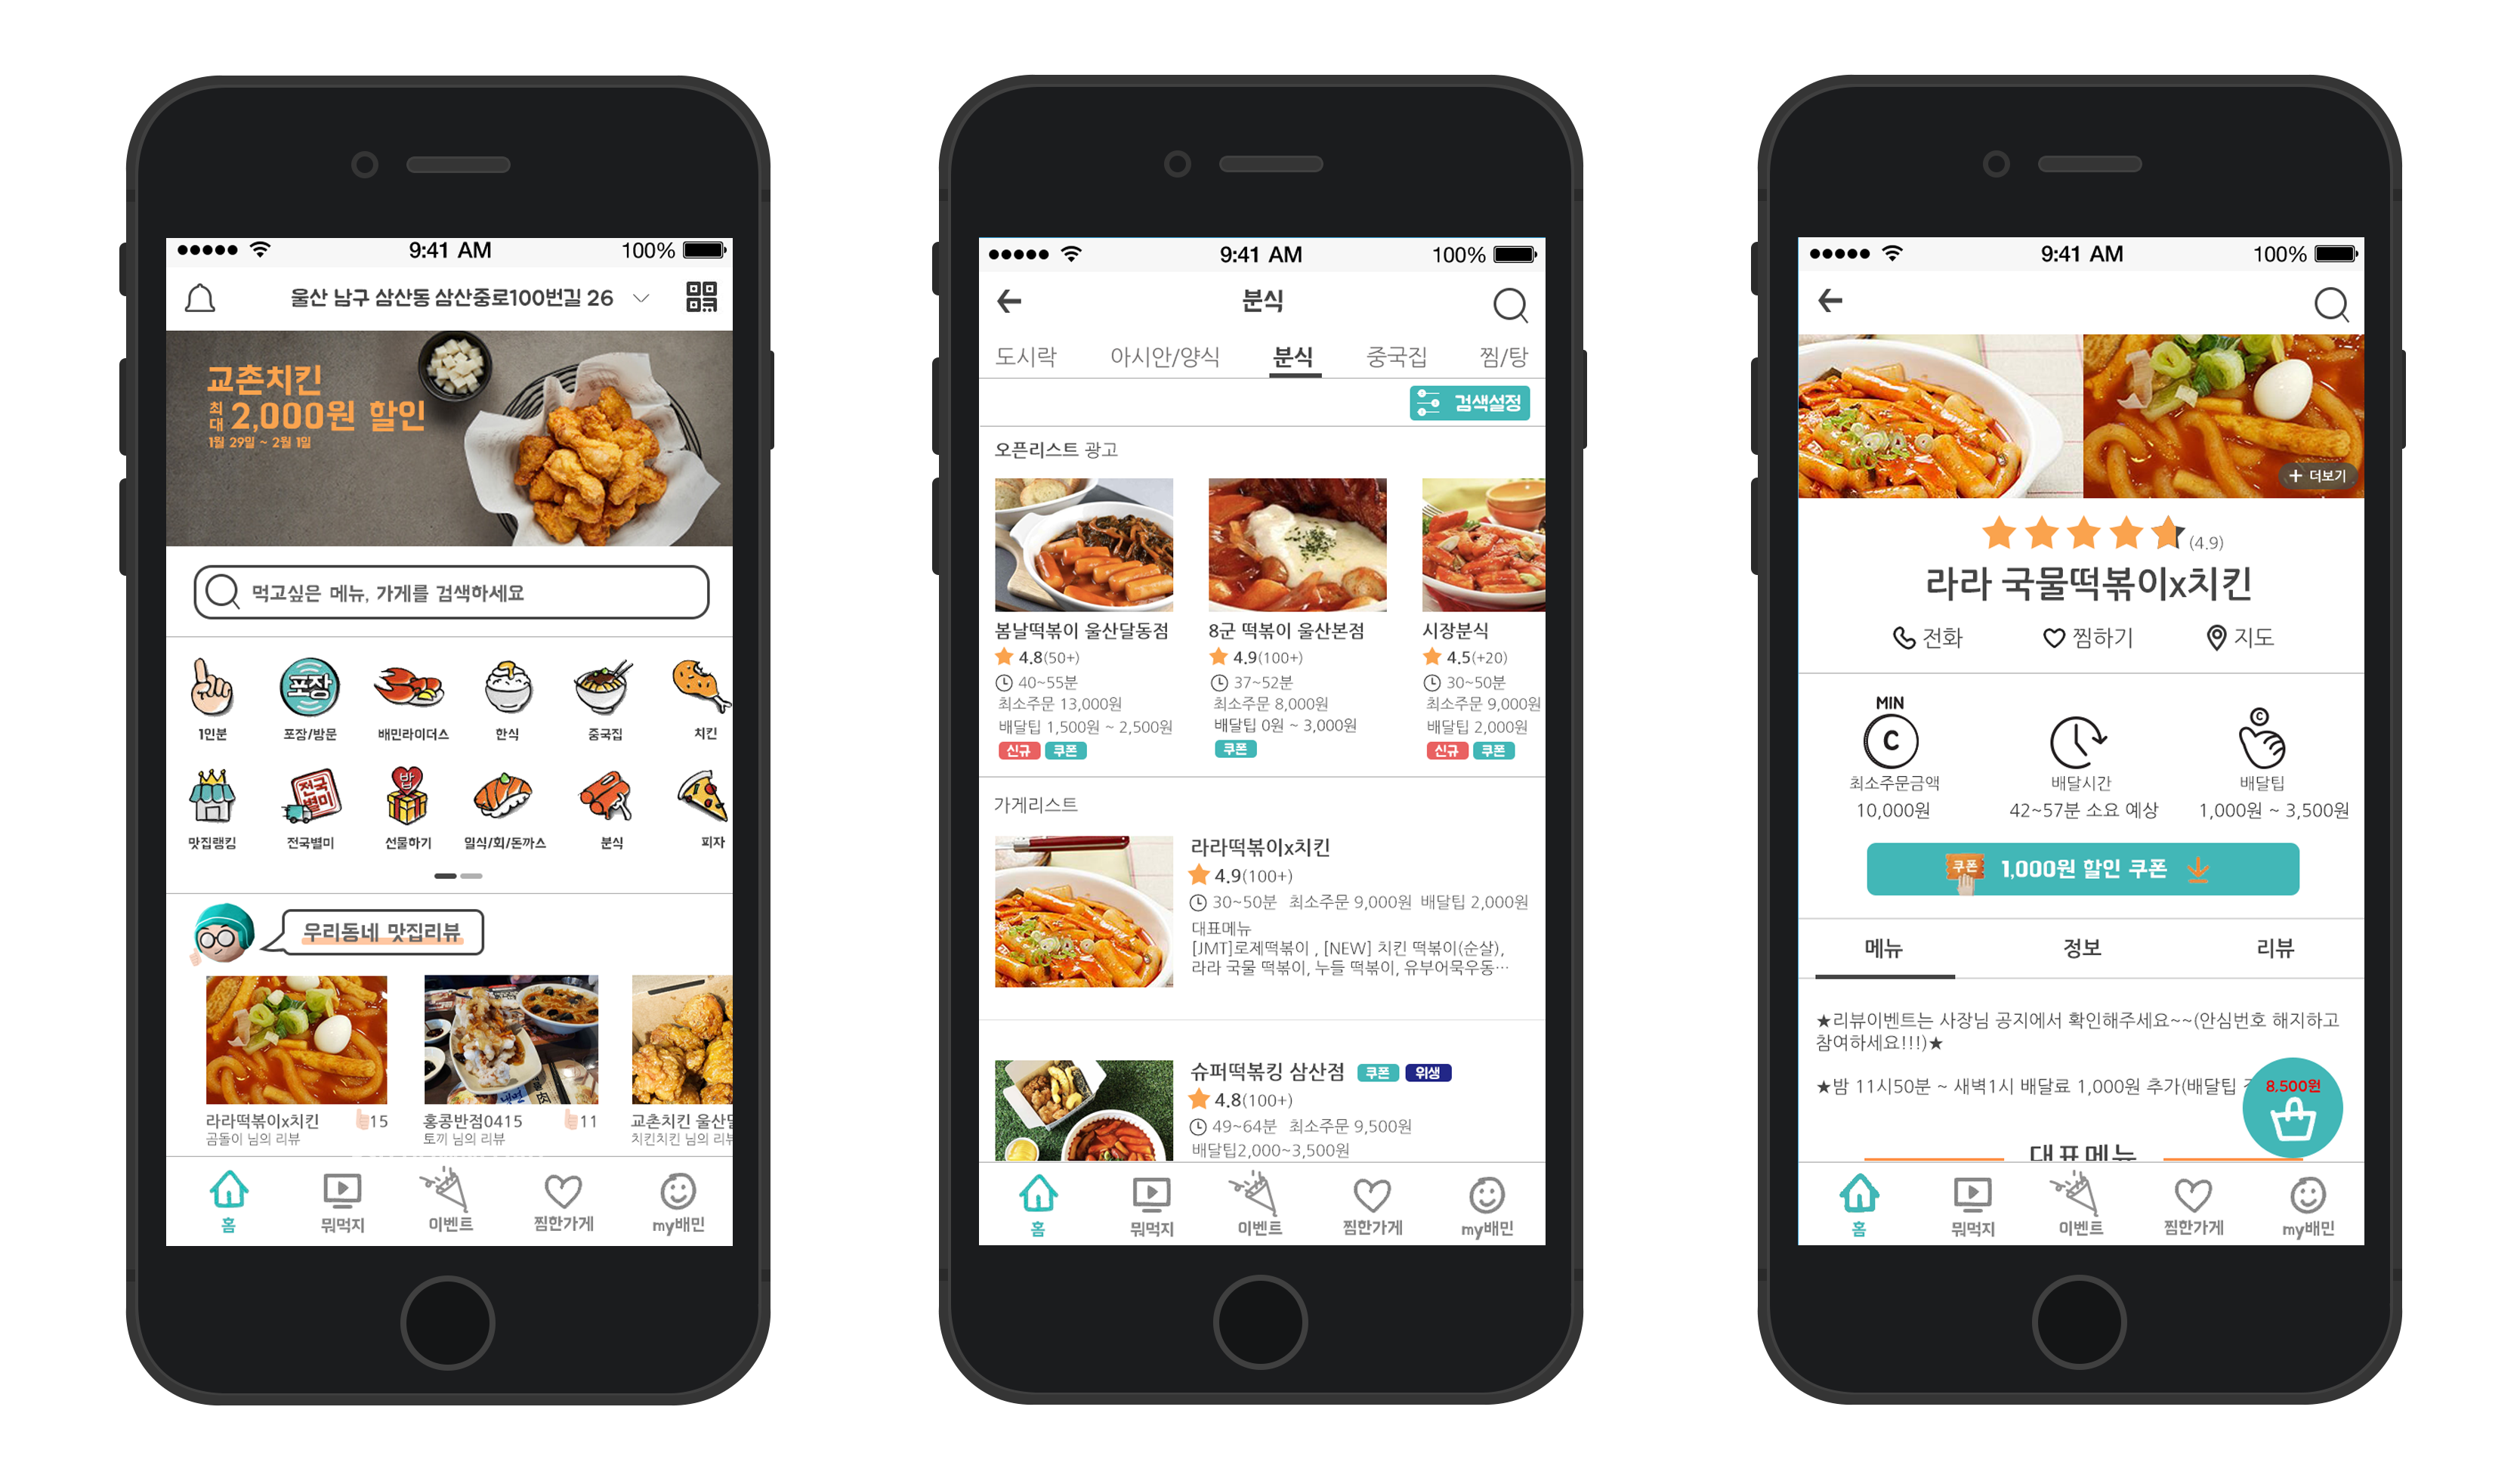 9:41 AM
100%
울산 남구 삼산동 삼산중로100번길 26
교촌치킨
최대 2,000원 할인
1월 29일 ~ 2월 1일
먹고싶은 메뉴, 가게를 검색하세요
1인분
포장
포장/방문
배민라이더스
한식
중국집
치킨
전국별미
밥
맛집랭킹
전국별미
선물하기
일식/회/돈까스
분식
피자
우리동네 맛집리뷰
라라떡볶이x치킨
15
곰돌이 님의 리뷰
홍콩반점0415
11
토끼 님의 리뷰
교촌치킨 울산
치킨치킨 님의 리뷰
홈
뭐먹지
이벤트
찜한가게
my배민
9:41 AM
100%
분식
도시락
아시안/양식
분식
중국집
찜/탕
검색설정
오픈리스트 광고
봄날떡볶이 울산달동점
4.8(50+)
40~55분
최소주문 13,000원
배달팁 1,500원 ~ 2,500원
신규 쿠폰
8군 떡볶이 울산본점
4.9(100+)
37~52분
최소주문 8,000원
배달팁 0원 ~ 3,000원
쿠폰
시장분식
4.5(+20)
30~50분
최소주문 9,000원
배달팁 2,000원
신규 쿠폰
가게리스트
라라떡볶이x치킨
4.9(100+)
30~50분 최소주문 9,000원 배달팁 2,000원
대표메뉴
[JMT]로제떡볶이 , [NEW] 치킨 떡볶이(순살),
라라 국물 떡볶이, 누들 떡볶이, 유부어묵우동…
슈퍼떡볶킹 삼산점 쿠폰 위생
4.8(100+)
49~64분 최소주문 9,500원
배달팁2,000~3,500원
홈
뭐먹지
이벤트
찜한가게
my배민
9:41 AM
100%
+ 더보기
(4.9)
라라 국물떡볶이x치킨
전화
찜하기
지도
MIN
C
최소주문금액
10,000원
배달시간
42~57분 소요 예상
C
배달팁
1,000원 ~ 3,500원
쿠폰
1,000원 할인 쿠폰
메뉴
정보
리뷰
★리뷰이벤트는 사장님 공지에서 확인해주세요~~(안심번호 해지하고
참여하세요!!!)★
★밤 11시50분 ~ 새벽1시 배달료 1,000원 추가(배달팁
8,500원
대표메뉴
홈
뭐먹지
이벤트
찜한가게
my배민